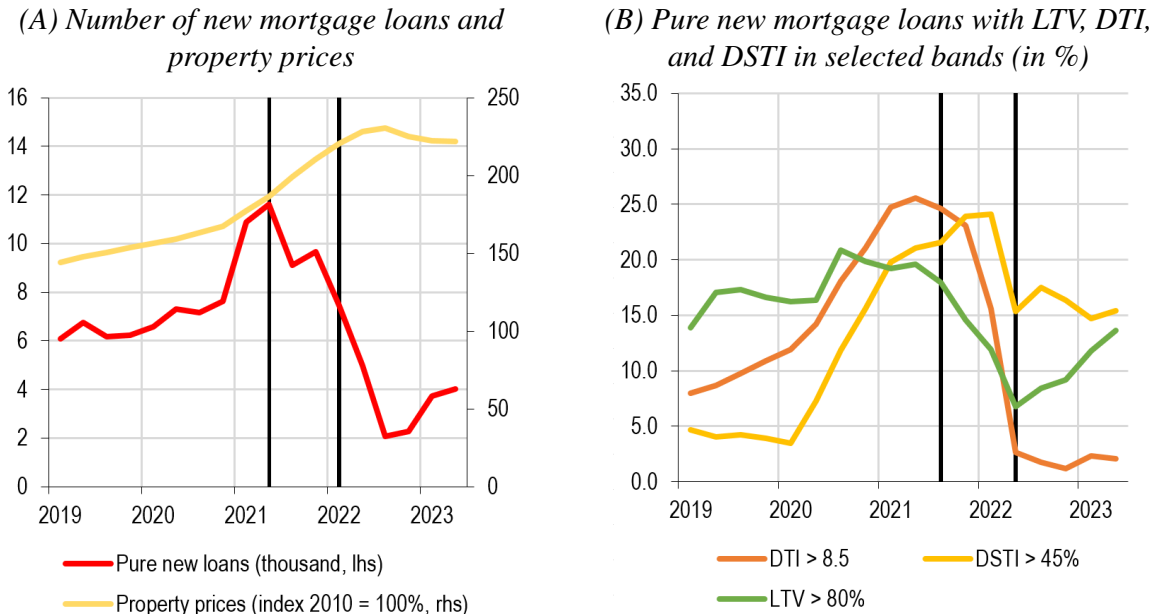 (A) Number of new mortgage loans and
property prices
16
14
12
10
8
6
4
2
0
250
200
150
100
50
0
2019 2020 2021 2022 2023
Pure new loans (thousand, lhs)
Property prices (index 2010 = 100%, rhs)
(B) Pure new mortgage loans with LTV, DTI,
and DSTI in selected bands (in %)
35.0
30.0
25.0
20.0
15.0
10.0
5.0
0.0
2019 2020 2021 2022 2023
DTI > 8.5 DSTI > 45%
LTV > 80%